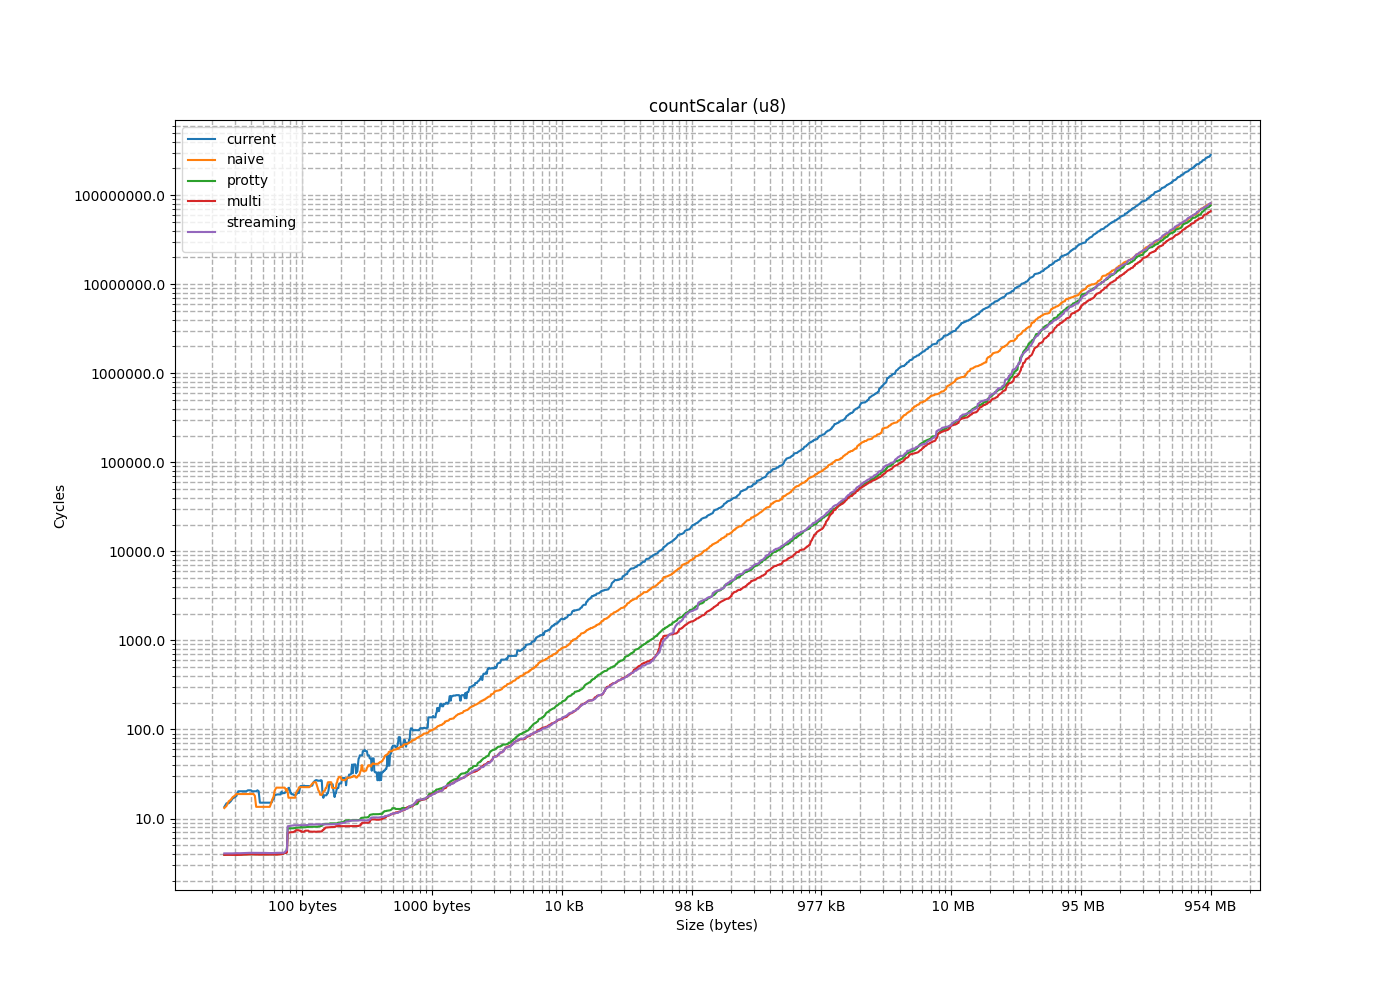 countScalar (u8)
current
naive
protty
multi
streaming
Cycles
100000000.0
10000000.0
1000000.0
100000.0
10000.0
1000.0
100.0
10.0
100 bytes
1000 bytes
10 kB
98 kB
977 kB
10 MB
95 MB
954 MB
Size (bytes)